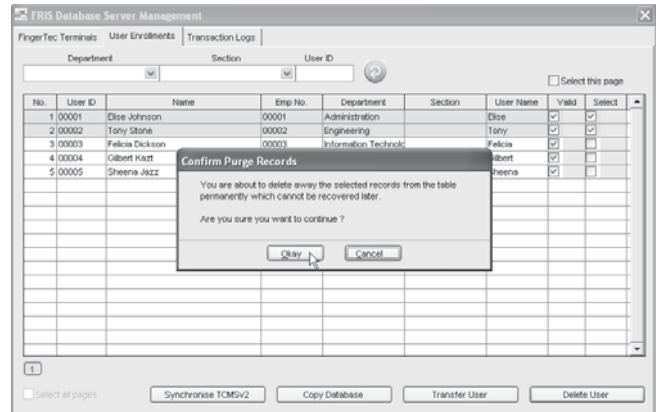 FRIS Database Server Management
FingerTec Terminals User Enrolments Transaction Logs
Department Section User ID
Select this page
No. User ID Name Emp No. Department Section User Name Valid Select
1 00001 Elise Johnson 00001 Administration Elise
2 00002 Tony Stone 00002 Engineering Tony
3 00003 Felicia Dickson 00003 Information Technolo Felicia
4 00004 Gilbert Kazt
5 00005 Sheena Jazz
Confirm Purge Records
You are about to delete away the selected records from the table
permanently which cannot be recovered later.
Are you sure you want to continue ?
Okay Cancel
1
Select all pages Synchronise TCMSv2 Copy Database Transfer User Delete User